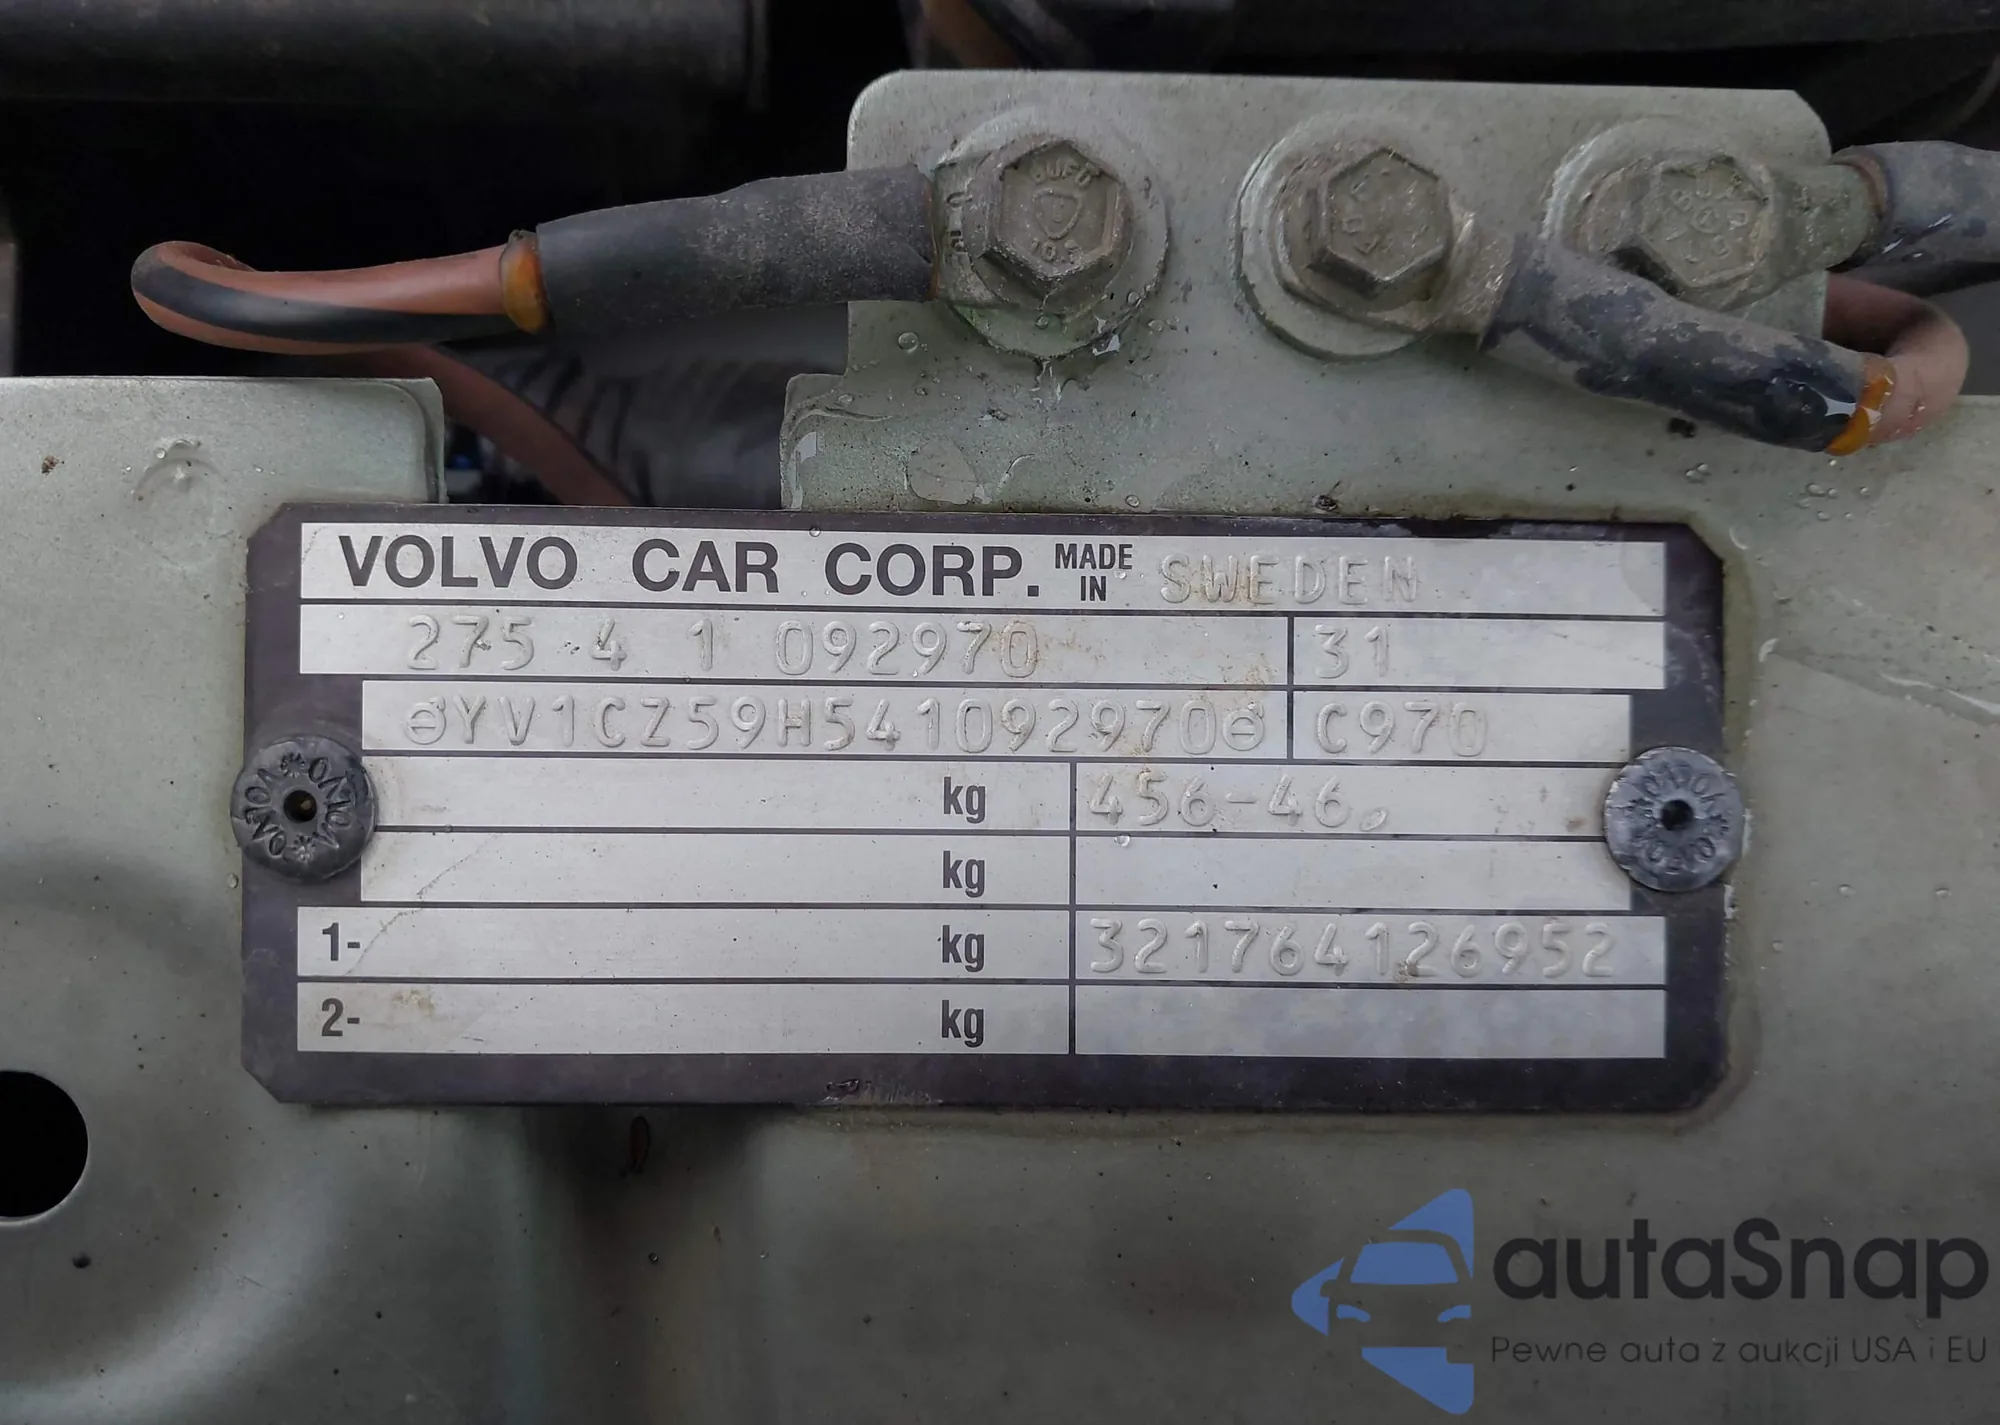 VOLVO CAR CORP. MADE IN SWEDEN
275 4 1 092970 31
YV1CZ59H541092970 C970
kg 456-46
kg
1- kg 321764126952
2- kg
autaSnap
Pewne auta z aukcji USA i EU